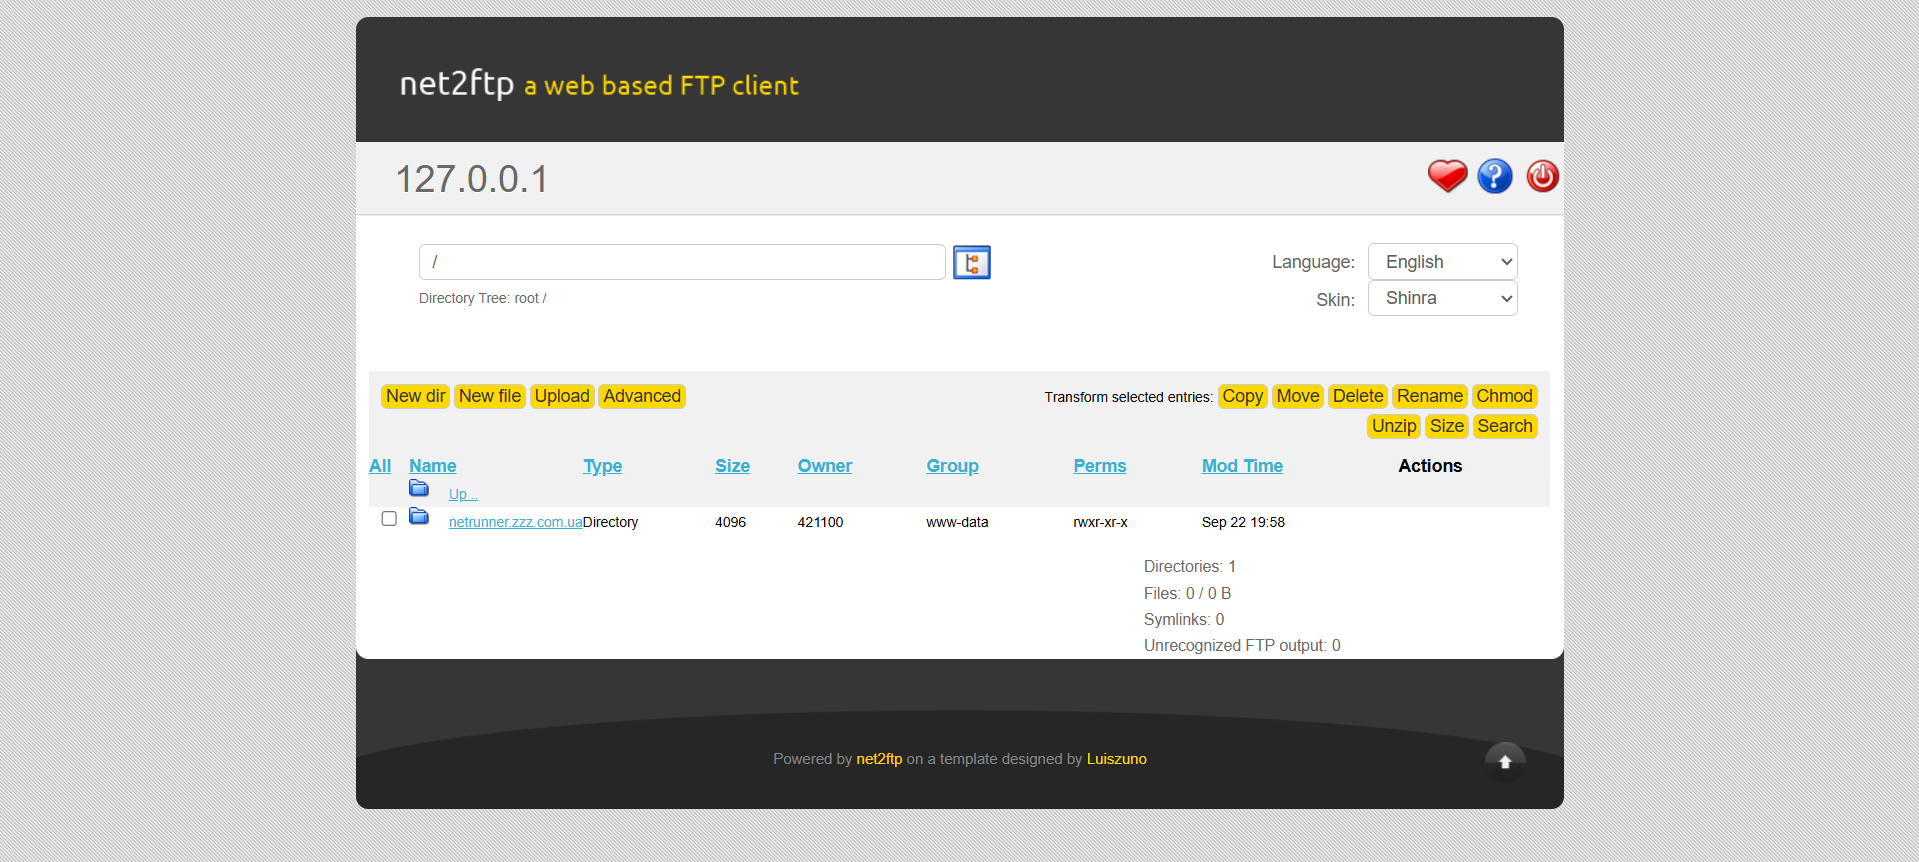 net2ftp a web based FTP client
127.0.0.1
/
Language: English
Directory Tree: root /
Skin: Shinra
New dir New file Upload Advanced Transform selected entries: Copy Move Delete Rename Chmod
Unzip Size Search
All Name Type Size Owner Group Perms Mod Time Actions
Up ..
netrunner.zzz.com.ua Directory 4096 421100 www-data rwxr-xr-x Sep 22 19:58
Directories: 1
Files: 0 / 0 B
Symlinks: 0
Unrecognized FTP output: 0
Powered by net2ftp on a template designed by Luiszuno